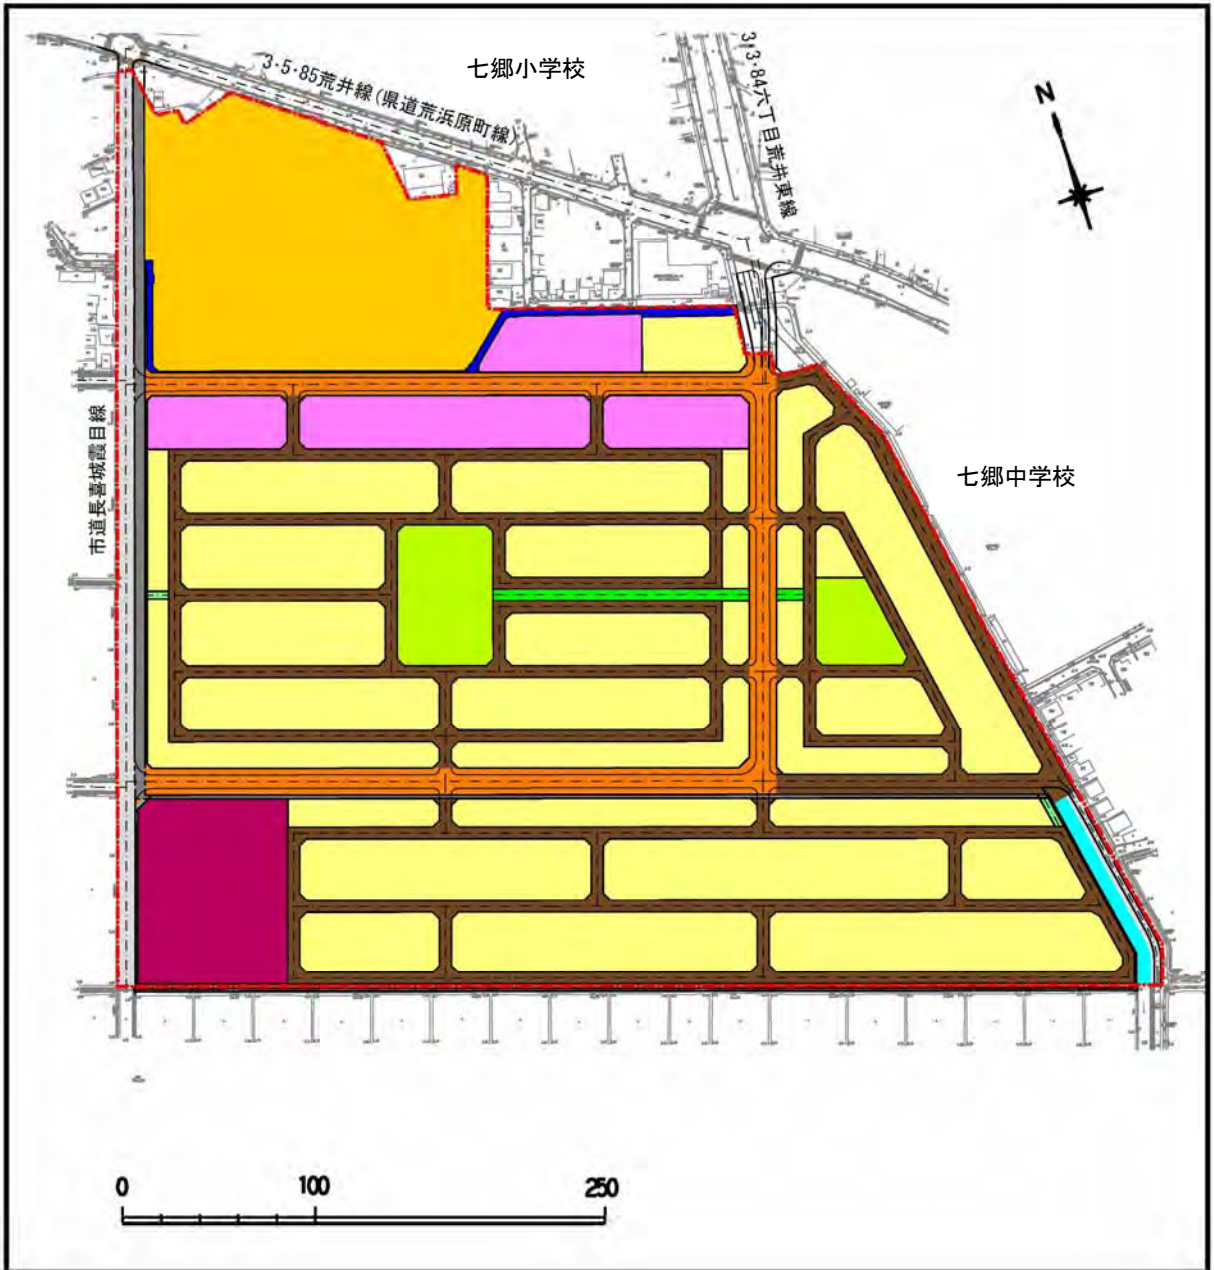 七郷小学校
3・5・85荒井線(県道荒浜原町線)
3・3・84六丁目荒井東線
N
市道長喜城霞目線
七郷中学校
0 100 250